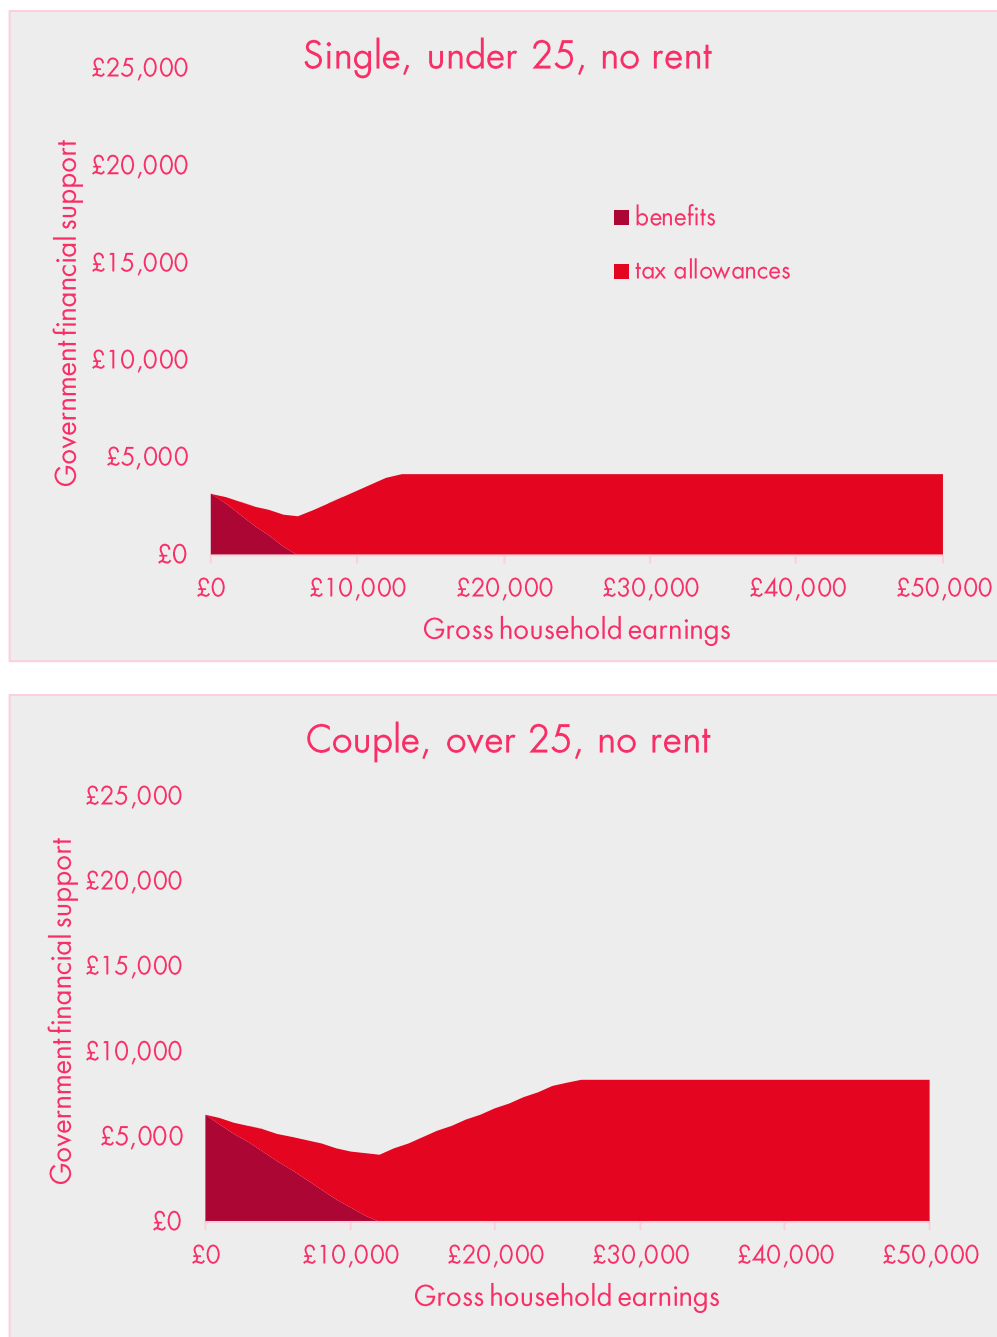 Single, under 25, no rent
£25,000
£20,000
£15,000
£10,000
£5,000
£0
Government financial support
benefits
tax allowances
£0 £10,000 £20,000 £30,000 £40,000 £50,000
Gross household earnings
Couple, over 25, no rent
£25,000
£20,000
£15,000
£10,000
£5,000
£0
Government financial support
£0 £10,000 £20,000 £30,000 £40,000 £50,000
Gross household earnings